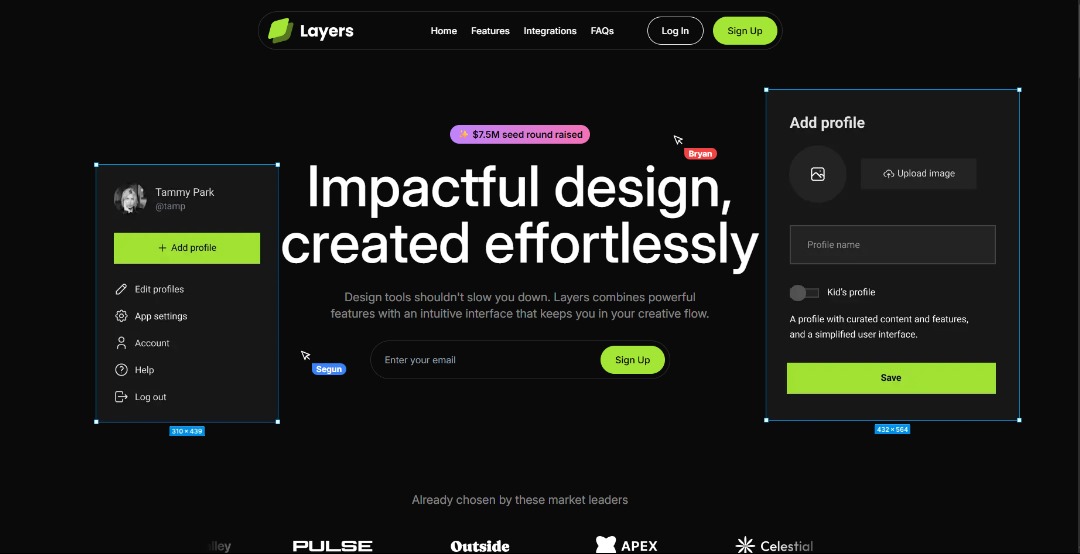 Layers
Home Features Integrations FAQs Log In Sign Up
✨ $7.5M seed round raised
Bryan
Impactful design,
created effortlessly
Design tools shouldn't slow you down. Layers combines powerful
features with an intuitive interface that keeps you in your creative flow.
Enter your email Sign Up
Segun
Tammy Park
@tamp
+ Add profile
Edit profiles
App settings
Account
Help
Log out
310 × 439
Add profile
Upload image
Profile name
Kid's profile
A profile with curated content and features,
and a simplified user interface.
Save
432 × 564
Already chosen by these market leaders
PULSE Outside APEX Celestial